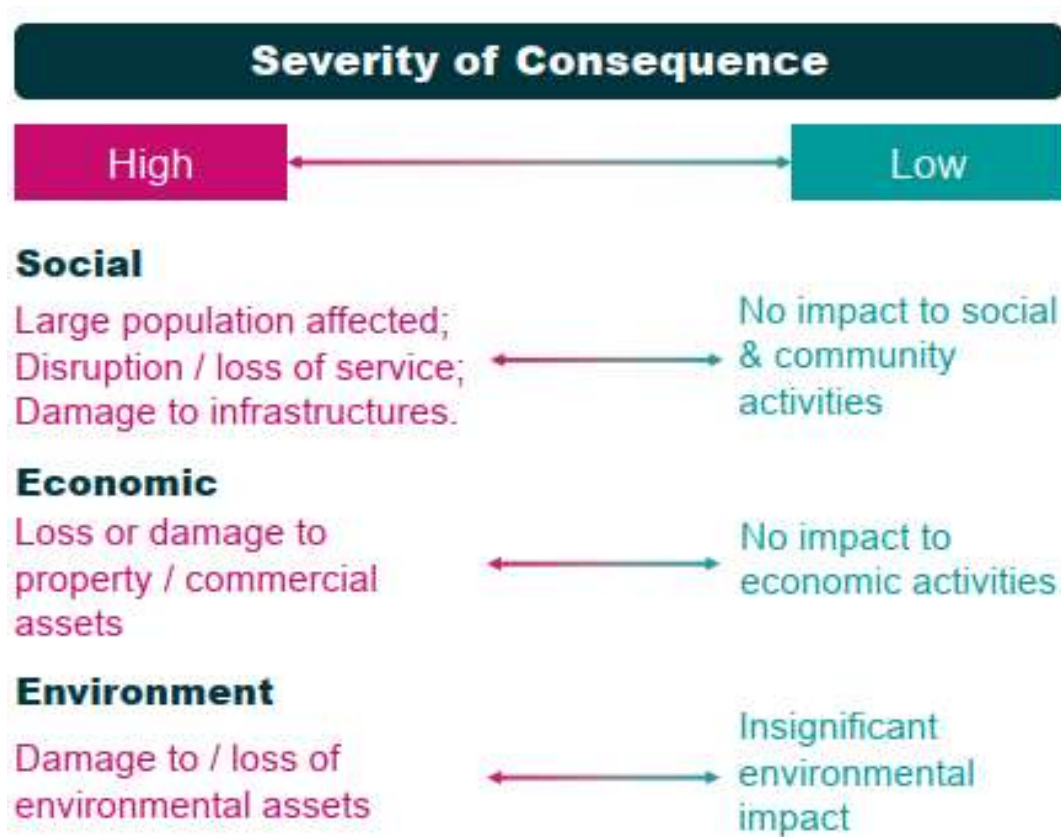 Severity of Consequence
High
Low
Social
Large population affected;
Disruption / loss of service;
Damage to infrastructures.
No impact to social
& community
activities
Economic
Loss or damage to
property / commercial
assets
No impact to
economic activities
Environment
Damage to / loss of
environmental assets
Insignificant
environmental
impact